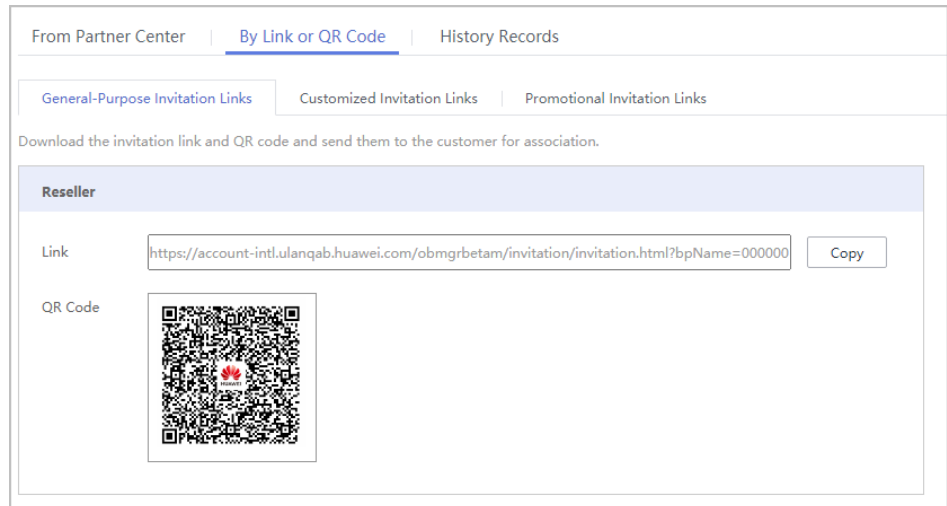 From Partner Center By Link or QR Code History Records
General-Purpose Invitation Links Customized Invitation Links Promotional Invitation Links
Download the invitation link and QR code and send them to the customer for association.
Reseller
Link https://account-intl.ulanqab.huawei.com/obmgrbetam/invitation/invitation.html?bpName=000000 Copy
QR Code
HUAWEI